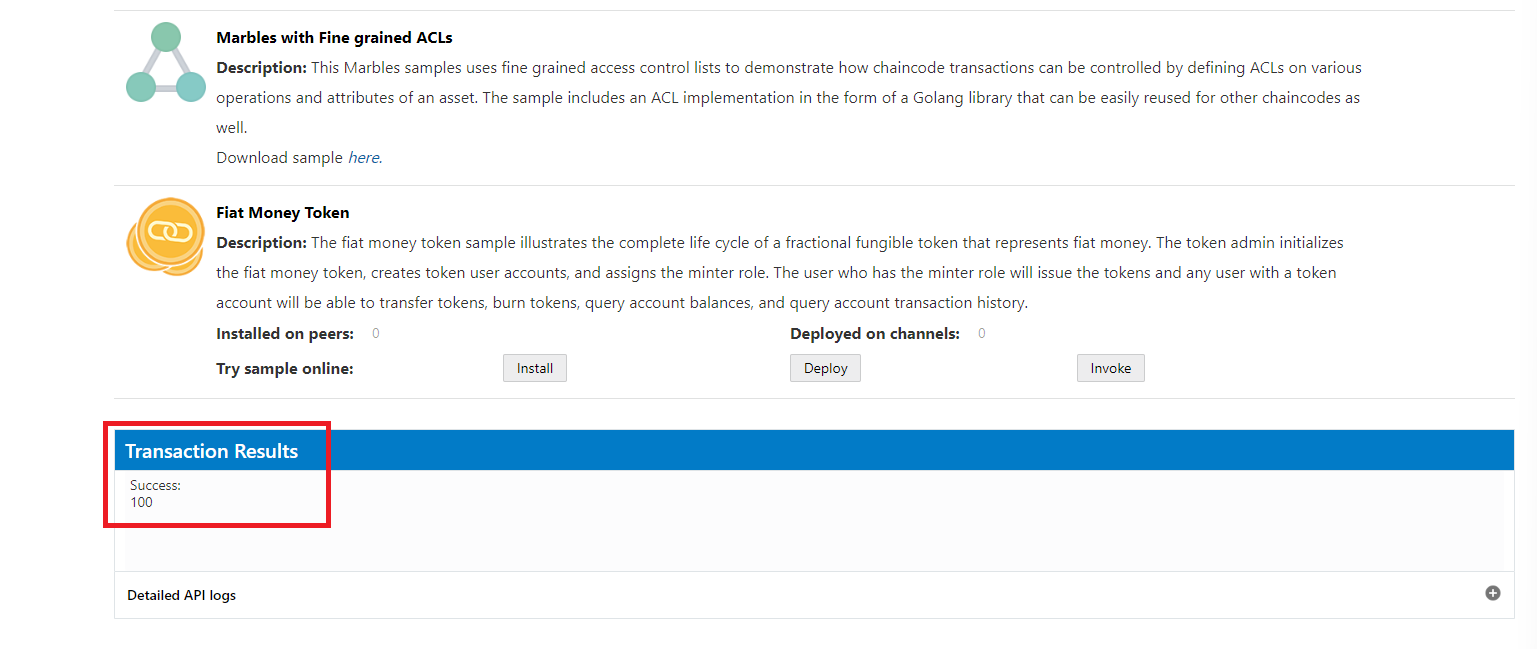 Marbles with Fine grained ACLs
Description: This Marbles samples uses fine grained access control lists to demonstrate how chaincode transactions can be controlled by defining ACLs on various
operations and attributes of an asset. The sample includes an ACL implementation in the form of a Golang library that can be easily reused for other chaincodes as
well.
Download sample here.
Fiat Money Token
Description: The fiat money token sample illustrates the complete life cycle of a fractional fungible token that represents fiat money. The token admin initializes
the fiat money token, creates token user accounts, and assigns the minter role. The user who has the minter role will issue the tokens and any user with a token
account will be able to transfer tokens, burn tokens, query account balances, and query account transaction history.
Installed on peers: 0 Deployed on channels: 0
Try sample online: Install Deploy Invoke
Transaction Results
Success:
100
Detailed API logs